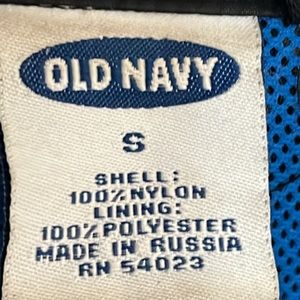 OLD NAVY
S
SHELL:
100% NYLON
LINING:
100% POLYESTER
MADE IN RUSSIA
RN 54023